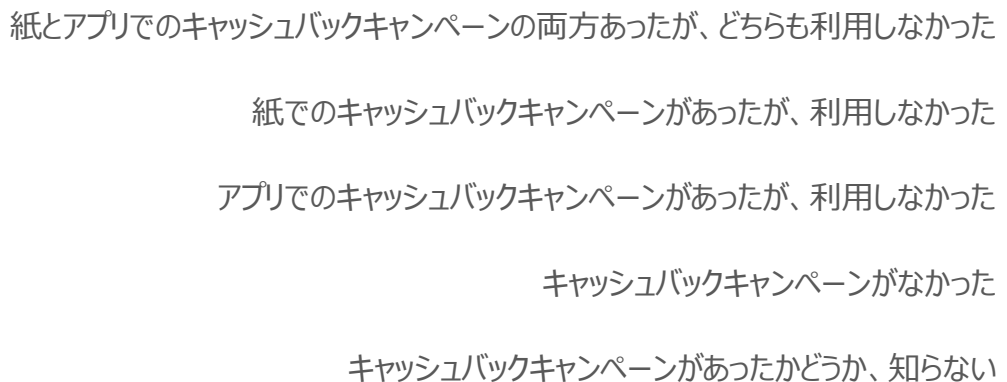 紙とアプリでのキャッシュバックキャンペーンの両方あったが、どちらも利用しなかった
紙でのキャッシュバックキャンペーンがあったが、利用しなかった
アプリでのキャッシュバックキャンペーンがあったが、利用しなかった
キャッシュバックキャンペーンがなかった
キャッシュバックキャンペーンがあったかどうか、知らない